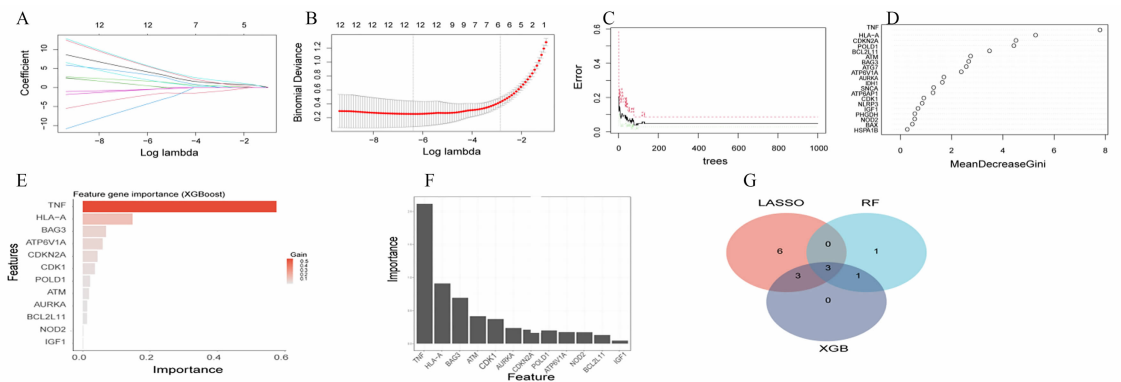 A
12 12 7 5
Coefficient
10
5
0
-5
-10
-8 -6 -4 -2
Log lambda
B
12 12 12 12 12 12 9 9 7 6 5 2 1
Binomial Deviance
1.2
1.0
0.8
0.6
0.4
0.2
-8 -6 -4 -2
Log lambda
C
Error
0.6
0.4
0.2
0.0
0 200 400 600 800 1000
trees
D
TNF
HLA-A
CDKN2A
POLD1
BCL2L11
ATM
BAG3
ATG7
ATP6V1A
AURKA
IDH1
SNCA
ATP6AP1
CDK1
NLRP3
IGF1
PHGDH
NOD2
BAX
HSPA1B
0 2 4 6 8
MeanDecreaseGini
E
Feature gene importance (XGBoost)
Features
TNF
HLA-A
BAG3
ATP6V1A
CDKN2A
CDK1
POLD1
ATM
AURKA
BCL2L11
NOD2
IGF1
Gain
0.5
0.4
0.3
0.2
0.1
0.0 0.2 0.4 0.6
Importance
F
Importance
TNF HLA-A BAG3 ATM CDK1 AURKA CDKN2A POLD1 ATP6V1A NOD2 BCL2L11 IGF1
Feature
G
LASSO RF
0
6 1
3
3 1
0
XGB